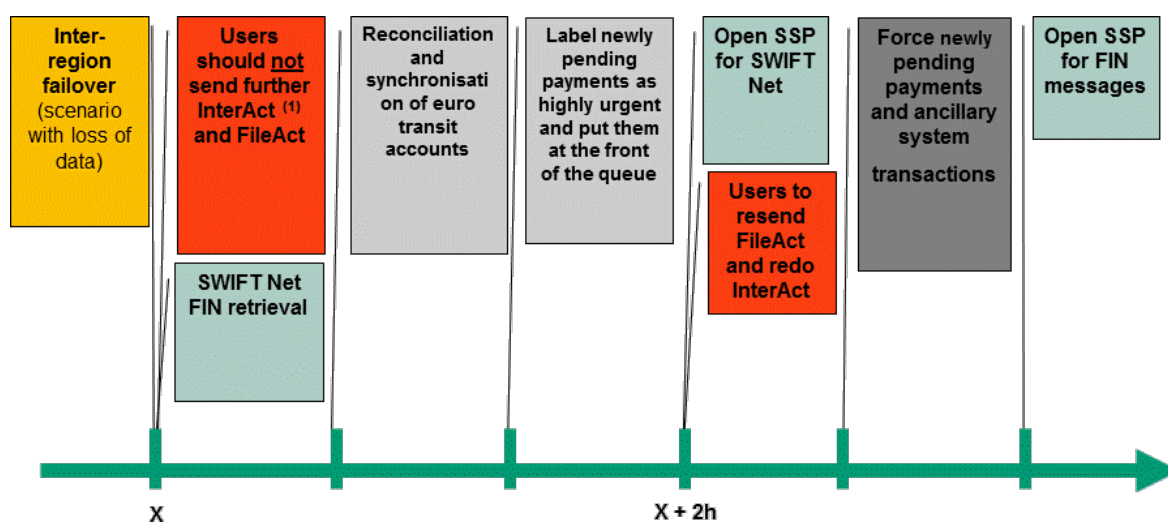 Inter-
region
failover
(scenario
with loss of
data)
Users
should not
send further
InterAct (1)
and FileAct
SWIFT Net
FIN retrieval
Reconciliation
and
synchronisati
on of euro
transit
accounts
Label newly
pending
payments as
highly urgent
and put them
at the front
of the queue
Open SSP
for SWIFT
Net
Users to
resend
FileAct
and redo
InterAct
Force newly
pending
payments
and ancillary
system
transactions
Open SSP
for FIN
messages
X
X + 2h